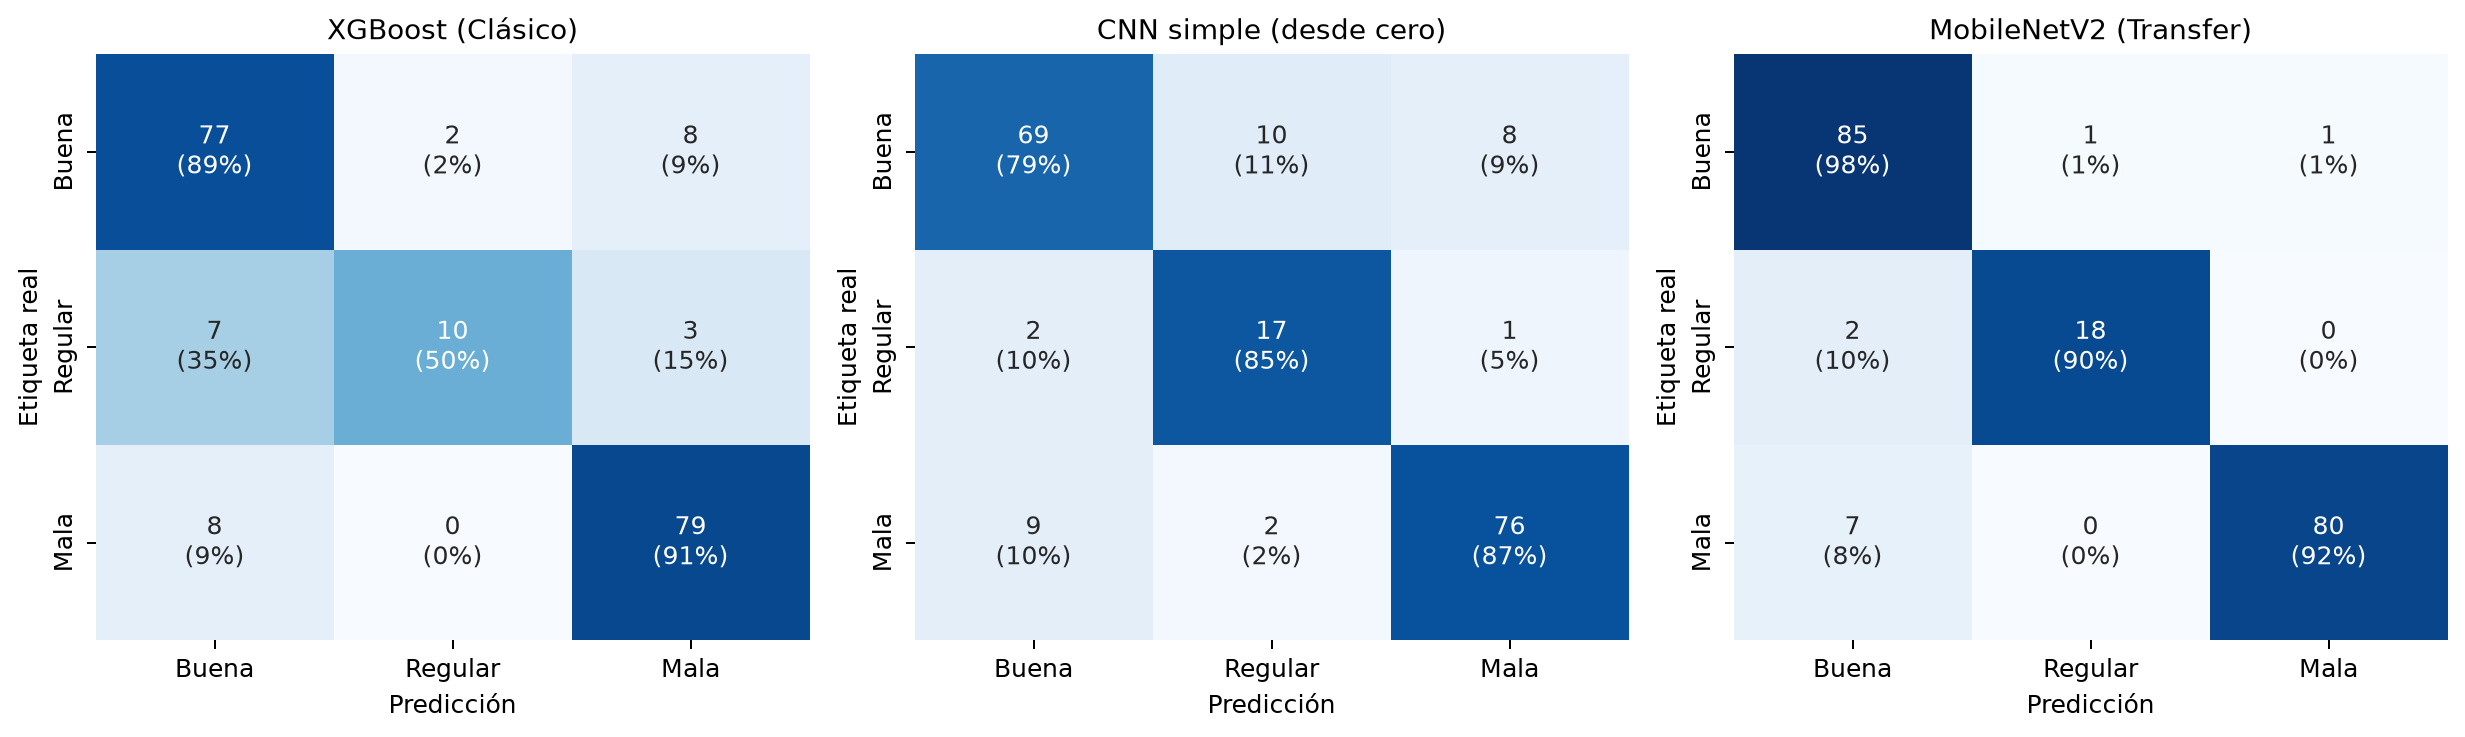 XGBoost (Clásico)
Etiqueta real
Buena
77
(89%)
2
(2%)
8
(9%)
Regular
7
(35%)
10
(50%)
3
(15%)
Mala
8
(9%)
0
(0%)
79
(91%)
Buena
Regular
Mala
Predicción
CNN simple (desde cero)
Etiqueta real
Buena
69
(79%)
10
(11%)
8
(9%)
Regular
2
(10%)
17
(85%)
1
(5%)
Mala
9
(10%)
2
(2%)
76
(87%)
Buena
Regular
Mala
Predicción
MobileNetV2 (Transfer)
Etiqueta real
Buena
85
(98%)
1
(1%)
1
(1%)
Regular
2
(10%)
18
(90%)
0
(0%)
Mala
7
(8%)
0
(0%)
80
(92%)
Buena
Regular
Mala
Predicción